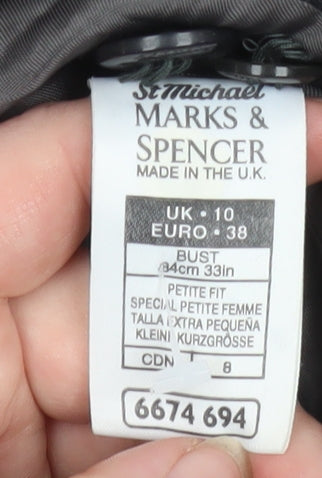 St Michael
MARKS &
SPENCER
MADE IN THE U.K.
UK • 10
EURO • 38
BUST
84cm 33in
PETITE FIT
SPECIAL PETITE FEMME
TALLA EXTRA PEQUEÑA
KLEIN KURZGRÖSSE
CDN 8
6674 694